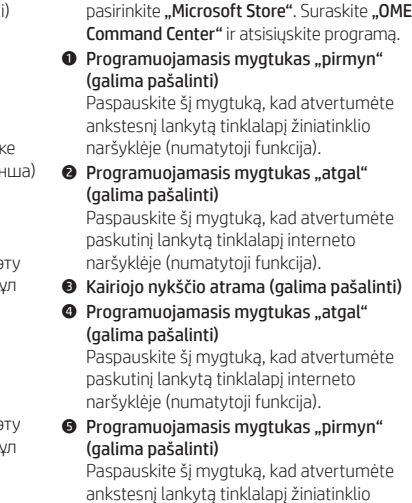 i)
pasirinkite „Microsoft Store“. Suraskite „OMEN
Command Center“ ir atsisiųskite programą.
❶ Programuojamasis mygtukas „pirmyn“
(galima pašalinti)
Paspauskite šį mygtuką, kad atvertumėte
ankstesnį lankytą tinklalapį žiniatinklio
naršyklėje (numatytoji funkcija).
❷ Programuojamasis mygtukas „atgal“
(galima pašalinti)
Paspauskite šį mygtuką, kad atvertumėte
paskutinį lankytą tinklalapį interneto
naršyklėje (numatytoji funkcija).
❸ Kairiojo nykščio atrama (galima pašalinti)
❹ Programuojamasis mygtukas „atgal“
(galima pašalinti)
Paspauskite šį mygtuką, kad atvertumėte
paskutinį lankytą tinklalapį interneto
naršyklėje (numatytoji funkcija).
❺ Programuojamasis mygtukas „pirmyn“
(galima pašalinti)
Paspauskite šį mygtuką, kad atvertumėte
ankstesnį lankytą tinklalapį žiniatinklio